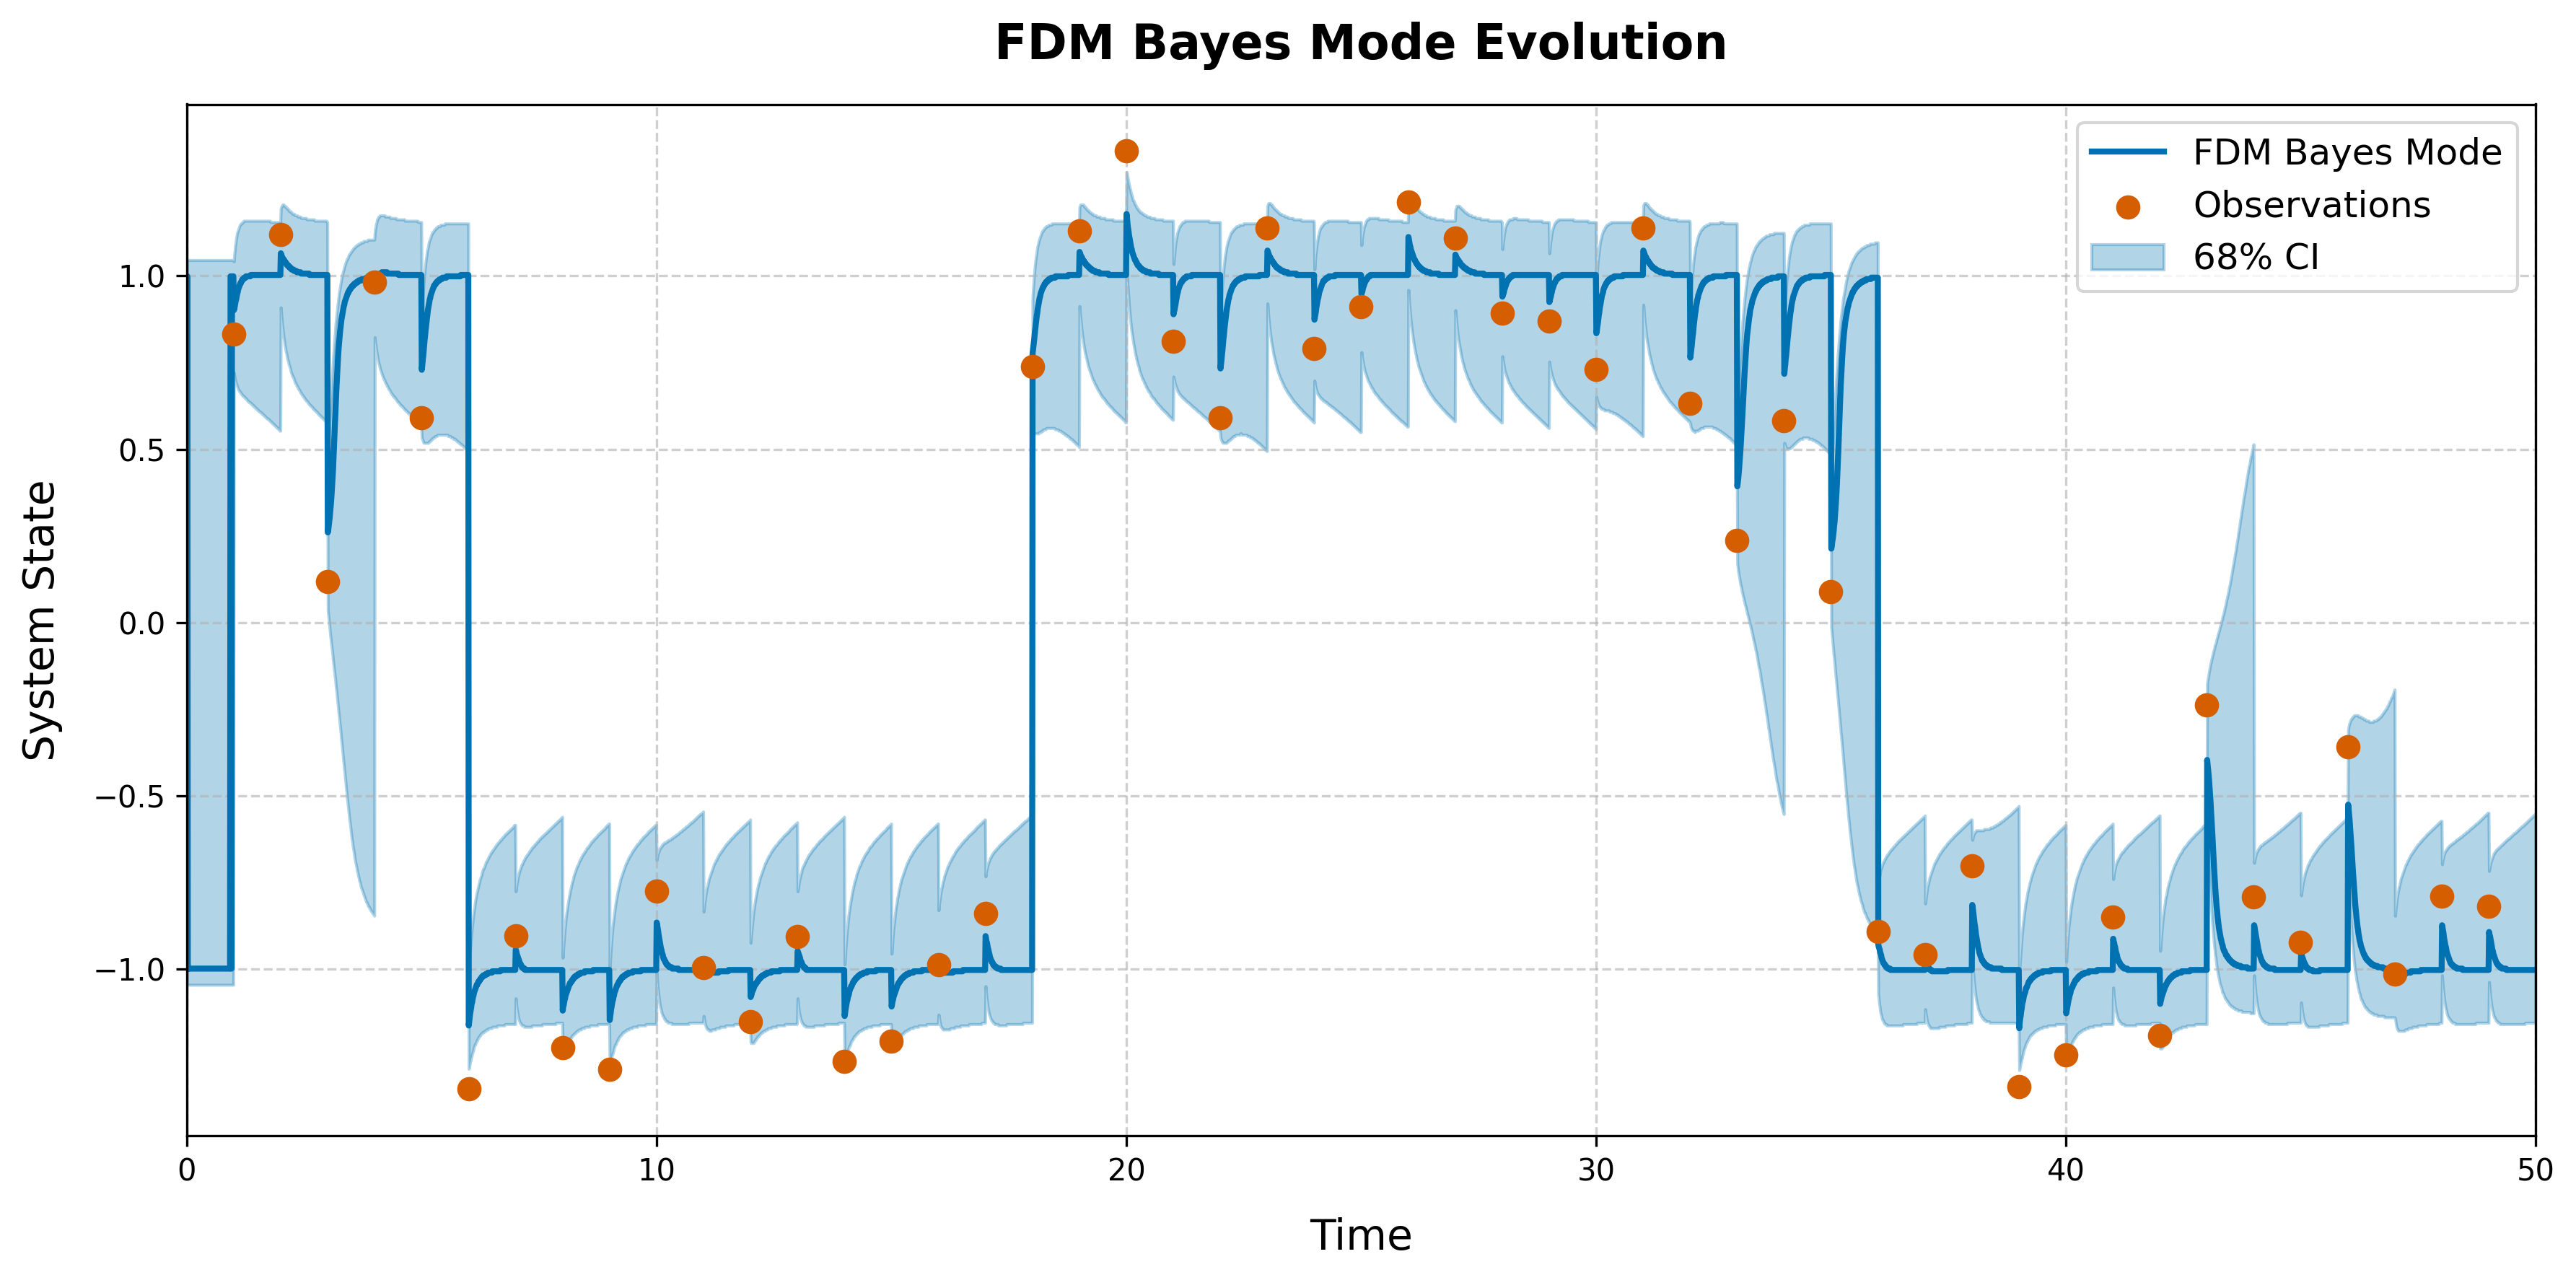 FDM Bayes Mode Evolution
FDM Bayes Mode
Observations
68% CI
System State
1.0
0.5
0.0
−0.5
−1.0
0 10 20 30 40 50
Time